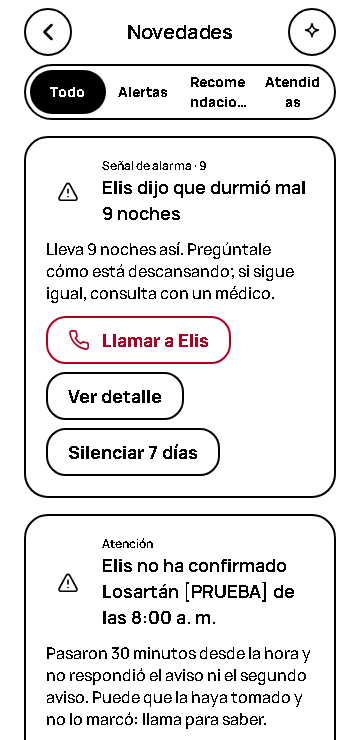 Novedades
Todo
Alertas
Recome
ndacio...
Atendid
as
Señal de alarma · 9
Elis dijo que durmió mal
9 noches
Lleva 9 noches así. Pregúntale
cómo está descansando; si sigue
igual, consulta con un médico.
Llamar a Elis
Ver detalle
Silenciar 7 días
Atención
Elis no ha confirmado
Losartán [PRUEBA] de
las 8:00 a. m.
Pasaron 30 minutos desde la hora y
no respondió el aviso ni el segundo
aviso. Puede que la haya tomado y
no lo marcó: llama para saber.